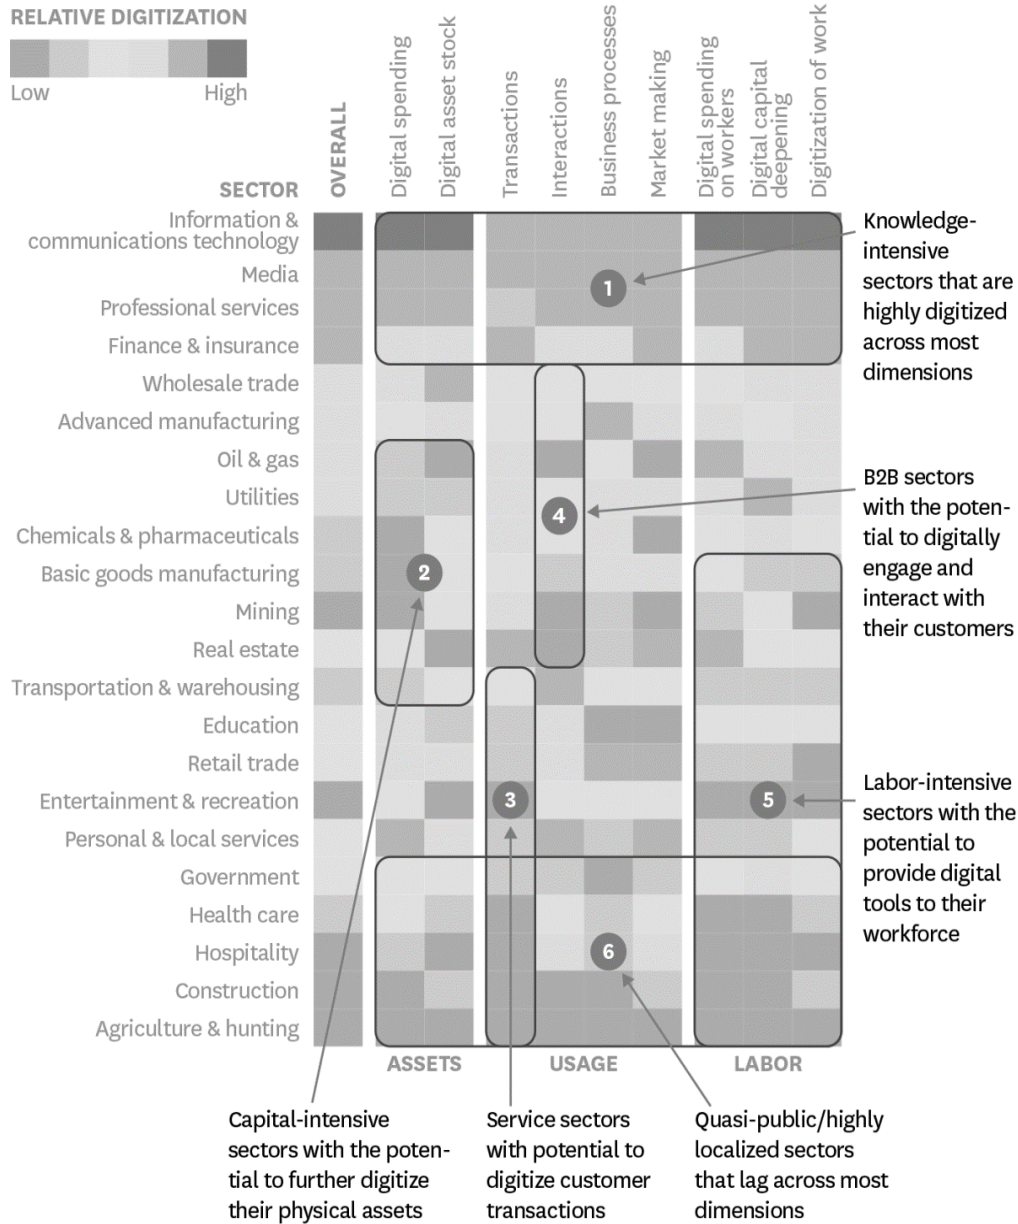 RELATIVE DIGITIZATION
Low
High
SECTOR
OVERALL
Digital spending
Digital asset stock
Transactions
Interactions
Business processes
Market making
Digital spending
on workers
Digital capital
deepening
Digitization of work
Information &
communications technology
Media
Professional services
Finance & insurance
Wholesale trade
Advanced manufacturing
Oil & gas
Utilities
Chemicals & pharmaceuticals
Basic goods manufacturing
Mining
Real estate
Transportation & warehousing
Education
Retail trade
Entertainment & recreation
Personal & local services
Government
Health care
Hospitality
Construction
Agriculture & hunting
1
4
2
3
5
6
Knowledge-
intensive
sectors that are
highly digitized
across most
dimensions
B2B sectors
with the poten-
tial to digitally
engage and
interact with
their customers
Labor-intensive
sectors with the
potential to
provide digital
tools to their
workforce
ASSETS
USAGE
LABOR
Capital-intensive
sectors with the poten-
tial to further digitize
their physical assets
Service sectors
with potential to
digitize customer
transactions
Quasi-public/highly
localized sectors
that lag across most
dimensions